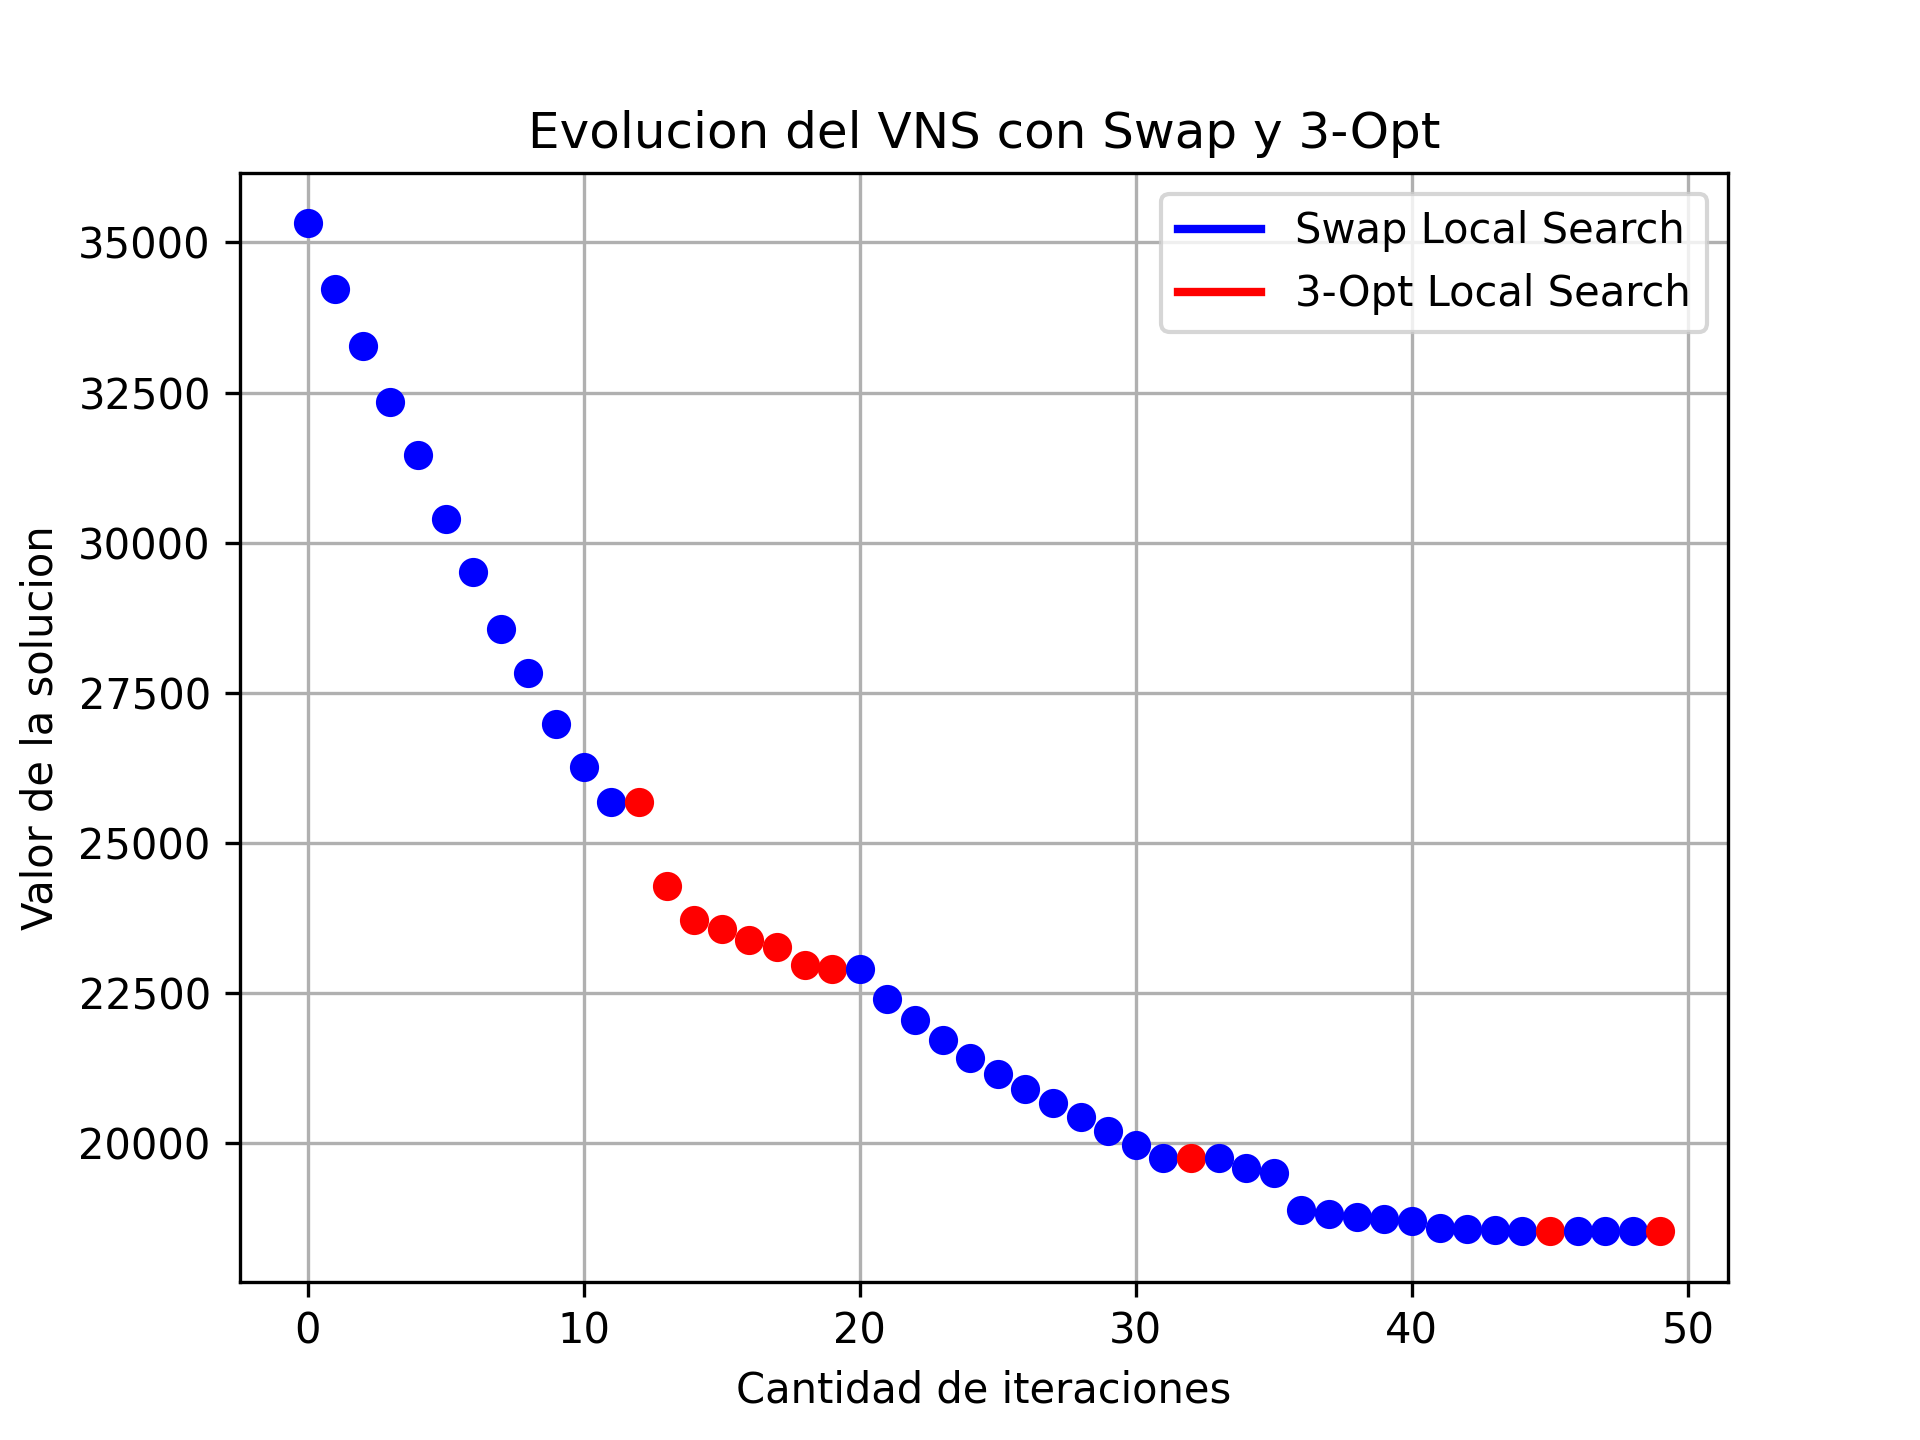 Evolucion del VNS con Swap y 3-Opt
Swap Local Search
3-Opt Local Search
Valor de la solucion
35000
32500
30000
27500
25000
22500
20000
0 10 20 30 40 50
Cantidad de iteraciones